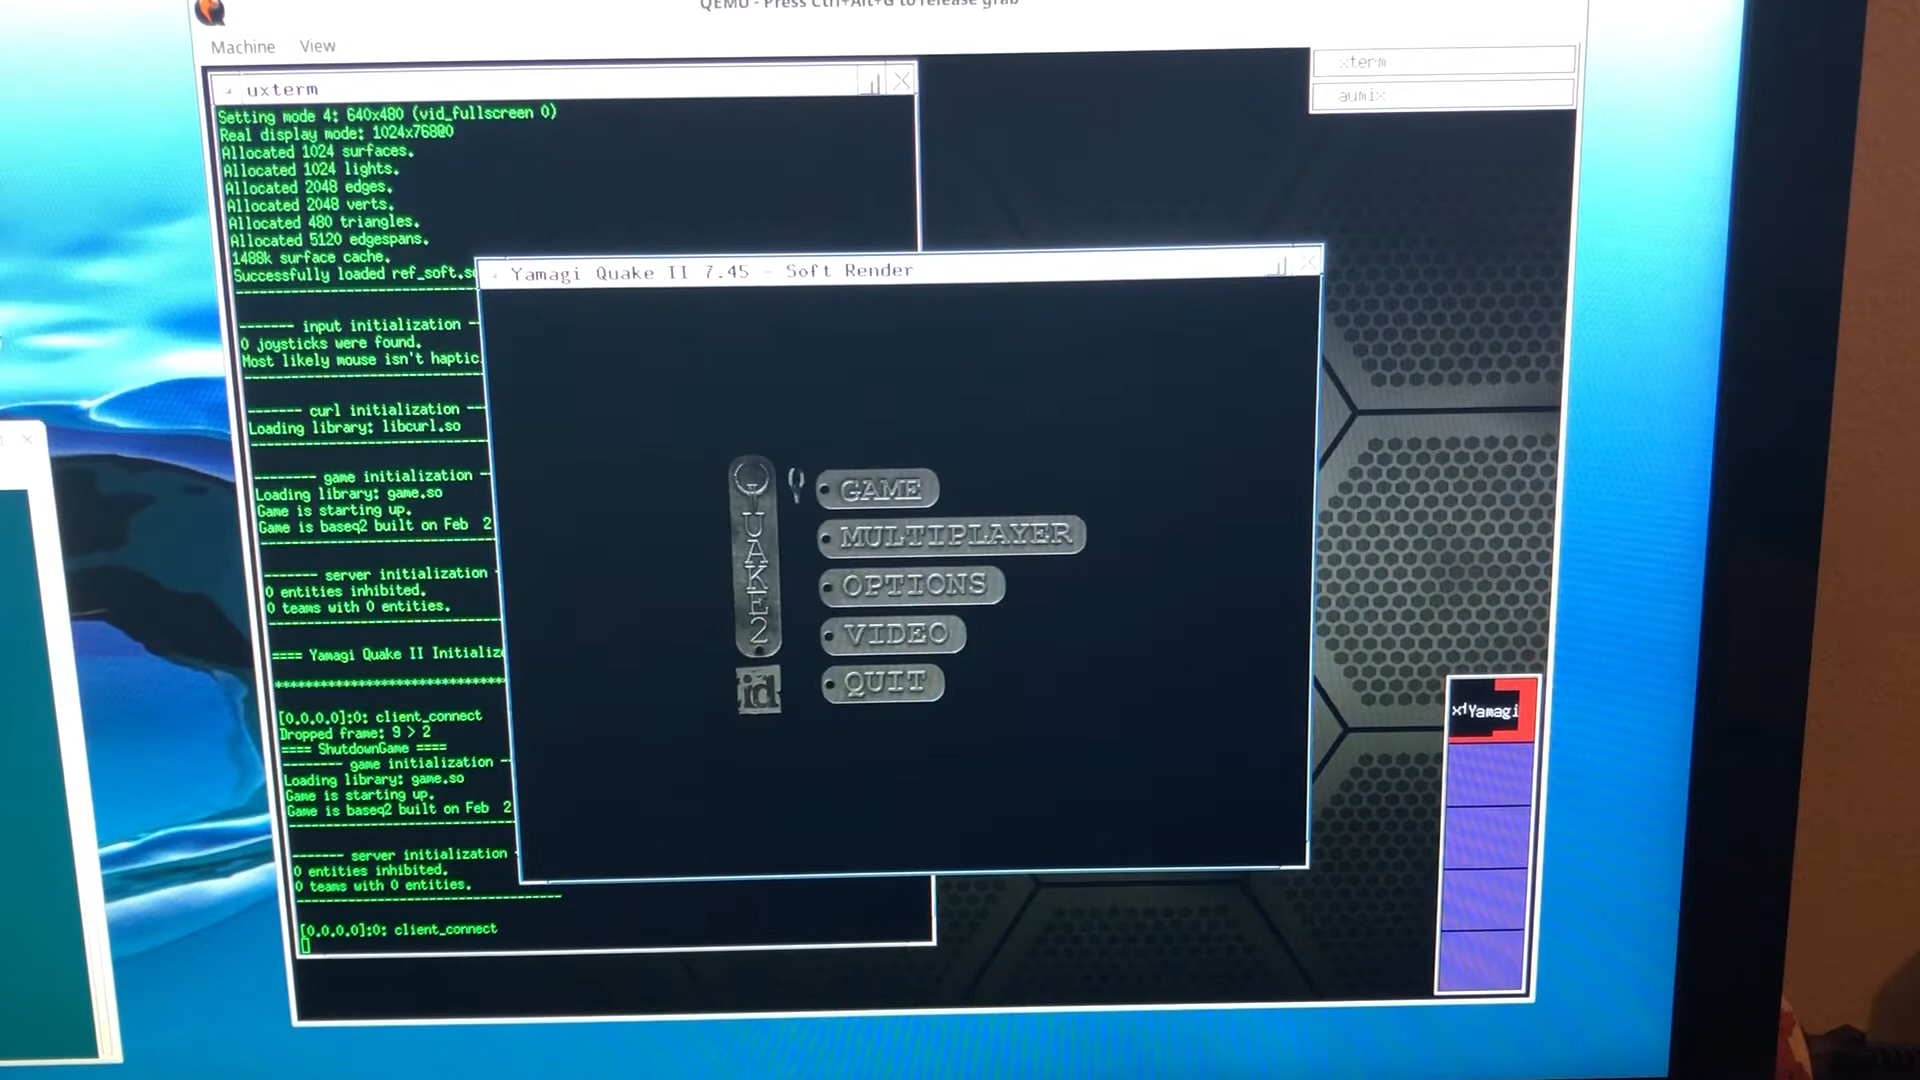 QEMU - Press Ctrl+Alt+G to release grab
Machine View
uxterm
Setting mode 4: 640x480 (vid_fullscreen 0)
Real display mode: 1024x768@0
Allocated 1024 surfaces.
Allocated 1024 lights.
Allocated 2048 edges.
Allocated 2048 verts.
Allocated 480 triangles.
Allocated 5120 edgespans.
1488k surface cache.
Successfully loaded ref_soft.s
------- input initialization --
0 joysticks were found.
Most likely mouse isn't haptic.
------- curl initialization ---
Loading library: libcurl.so
-------- game initialization --
Loading library: game.so
Game is starting up.
Game is baseq2 built on Feb 2
------- server initialization -
0 entities inhibited.
0 teams with 0 entities.
==== Yamagi Quake II Initializ
*************************************
[0.0.0.0]:0: client_connect
Dropped frame: 9 > 2
==== ShutdownGame ====
-------- game initialization --
Loading library: game.so
Game is starting up.
Game is baseq2 built on Feb 2
------- server initialization -
0 entities inhibited.
0 teams with 0 entities.
------------------------------------
[0.0.0.0]:0: client_connect
Yamagi Quake II 7.45 - Soft Render
QUAKE2
id
GAME
MULTIPLAYER
OPTIONS
VIDEO
QUIT
xterm
aumix
Yamagi